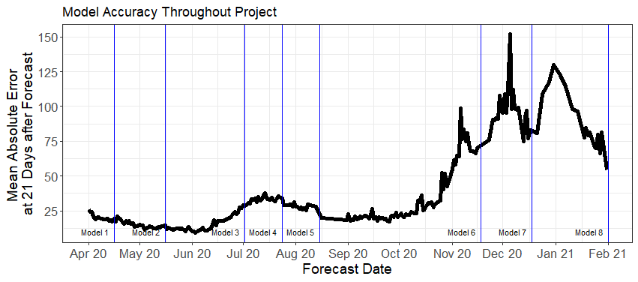 Model Accuracy Throughout Project
Mean Absolute Error
at 21 Days after Forecast
150
125
100
75
50
25
Model 1 Model 2 Model 3 Model 4 Model 5 Model 6 Model 7 Model 8
Apr 20 May 20 Jun 20 Jul 20 Aug 20 Sep 20 Oct 20 Nov 20 Dec 20 Jan 21 Feb 21
Forecast Date